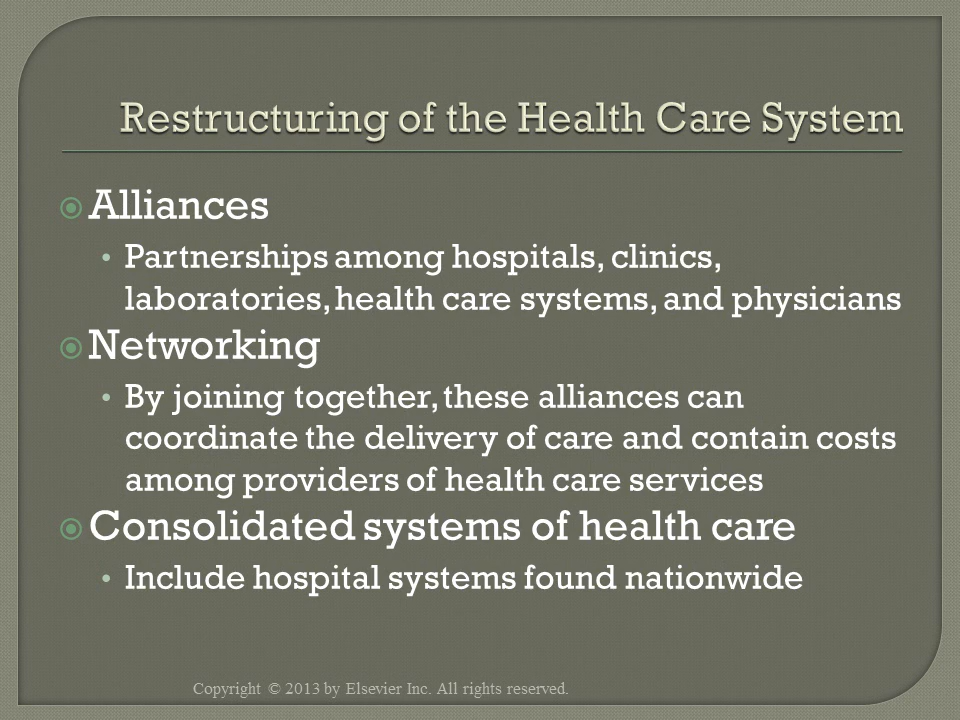 Restructuring of the Health Care System
Alliances
• Partnerships among hospitals, clinics,
laboratories, health care systems, and physicians
Networking
• By joining together, these alliances can
coordinate the delivery of care and contain costs
among providers of health care services
Consolidated systems of health care
• Include hospital systems found nationwide
Copyright © 2013 by Elsevier Inc. All rights reserved.